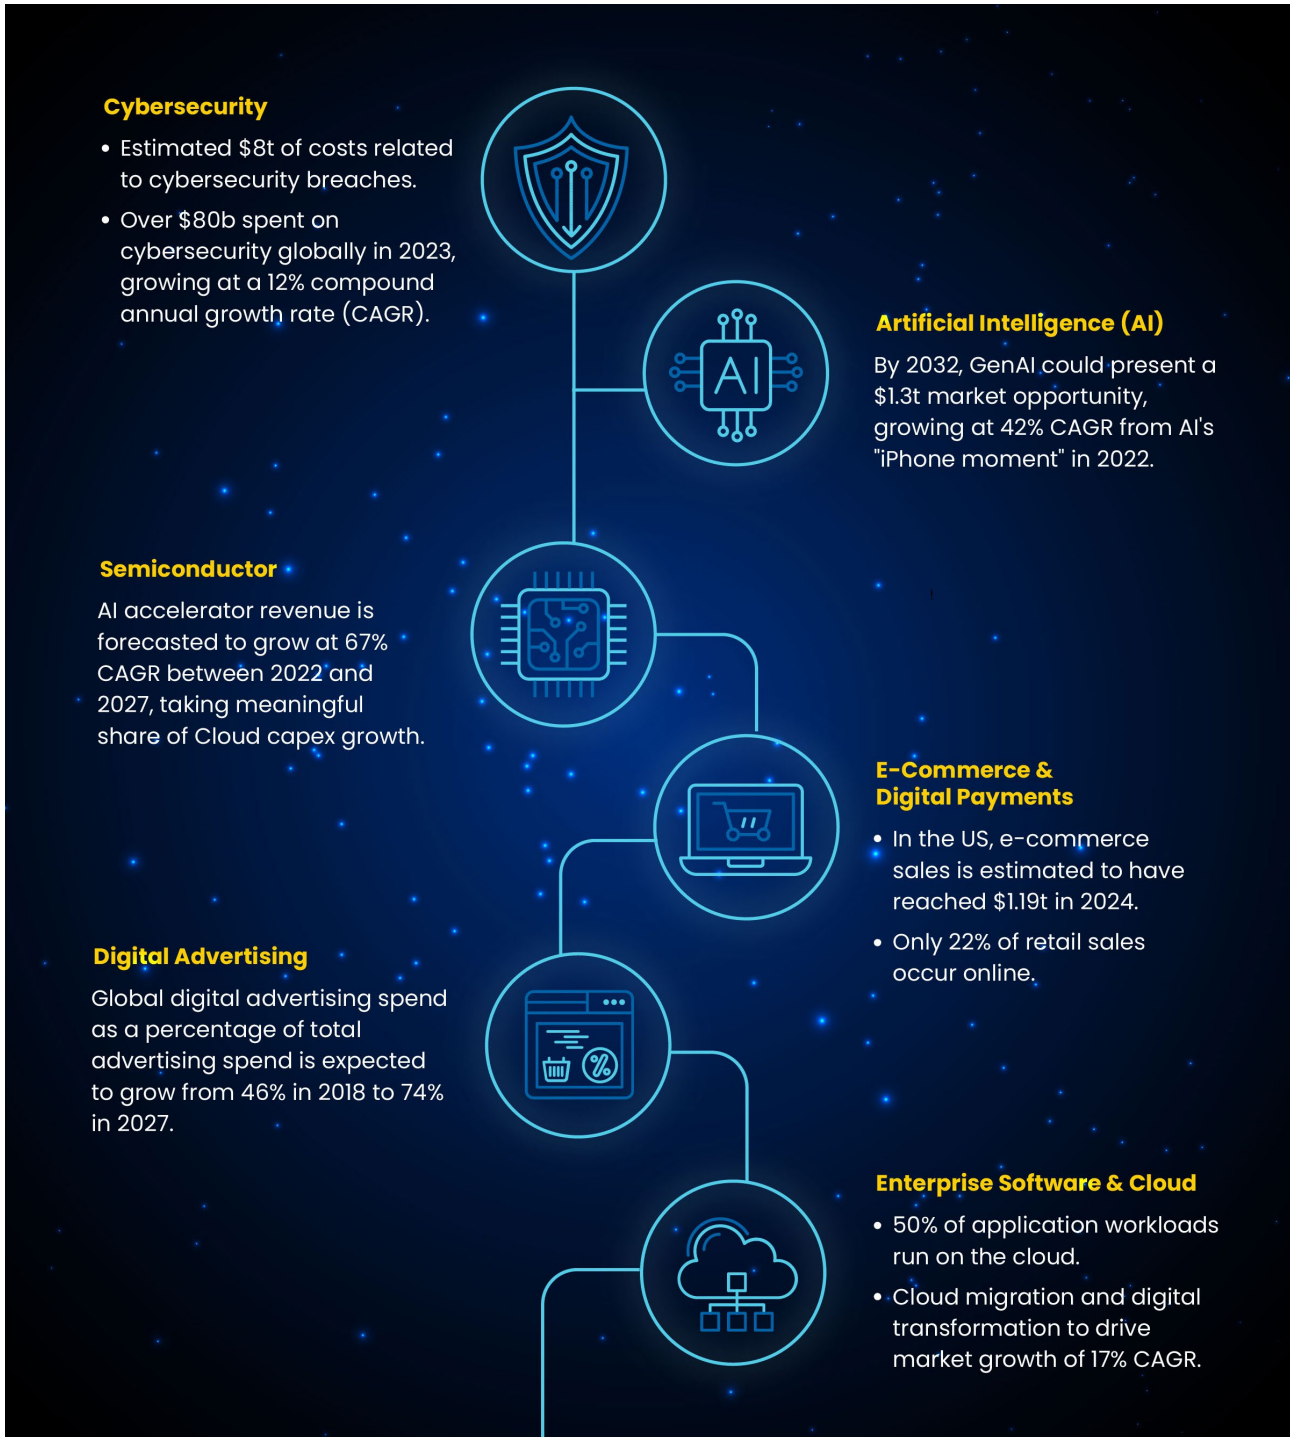 Cybersecurity
• Estimated $8t of costs related
to cybersecurity breaches.
• Over $80b spent on
cybersecurity globally in 2023,
growing at a 12% compound
annual growth rate (CAGR).
AI
Artificial Intelligence (AI)
By 2032, GenAI could present a
$1.3t market opportunity,
growing at 42% CAGR from AI's
"iPhone moment" in 2022.
Semiconductor
AI accelerator revenue is
forecasted to grow at 67%
CAGR between 2022 and
2027, taking meaningful
share of Cloud capex growth.
E-Commerce &
Digital Payments
• In the US, e-commerce
sales is estimated to have
reached $1.19t in 2024.
• Only 22% of retail sales
occur online.
Digital Advertising
Global digital advertising spend
as a percentage of total
advertising spend is expected
to grow from 46% in 2018 to 74%
in 2027.
%
Enterprise Software & Cloud
• 50% of application workloads
run on the cloud.
• Cloud migration and digital
transformation to drive
market growth of 17% CAGR.